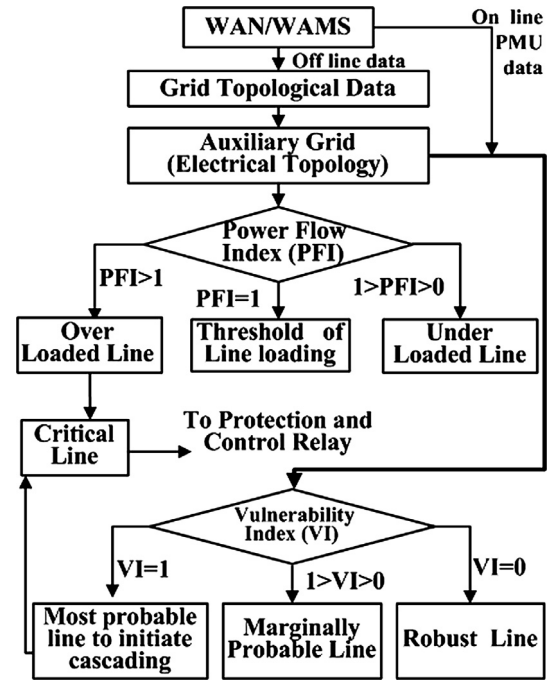 WAN/WAMS
On line
PMU
data
Off line data
Grid Topological Data
Auxiliary Grid
(Electrical Topology)
Power Flow
Index (PFI)
PFI>1
PFI=1
1>PFI>0
Over
Loaded Line
Threshold of
Line loading
Under
Loaded Line
Critical
Line
To Protection and
Control Relay
Vulnerability
Index (VI)
VI=1
1>VI>0
VI=0
Most probable
line to initiate
cascading
Marginally
Probable Line
Robust Line